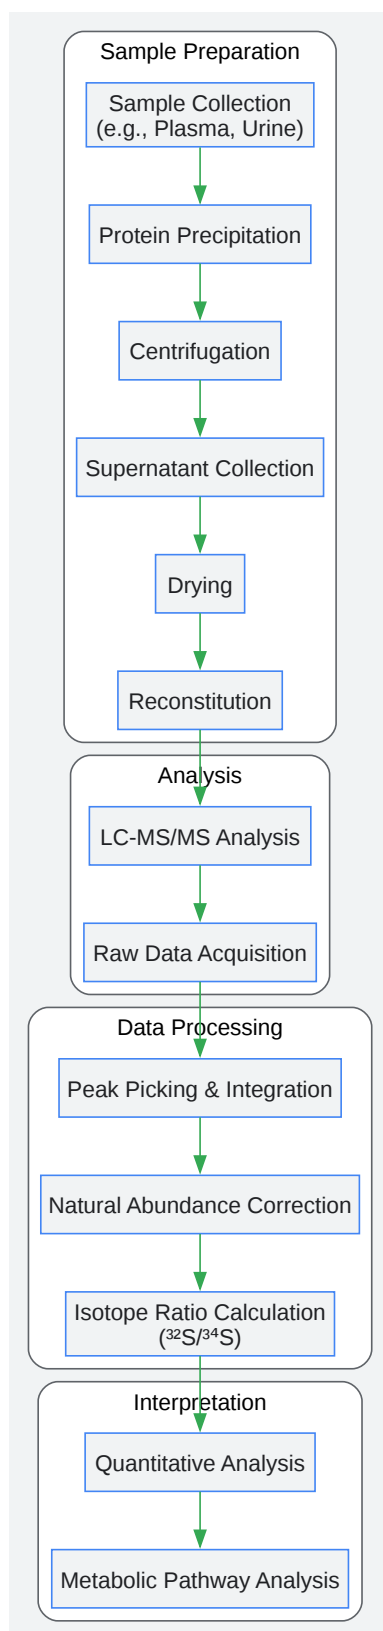 Sample Preparation
Sample Collection
(e.g., Plasma, Urine)
Protein Precipitation
Centrifugation
Supernatant Collection
Drying
Reconstitution
Analysis
LC-MS/MS Analysis
Raw Data Acquisition
Data Processing
Peak Picking & Integration
Natural Abundance Correction
Isotope Ratio Calculation
(³²S/³⁴S)
Interpretation
Quantitative Analysis
Metabolic Pathway Analysis